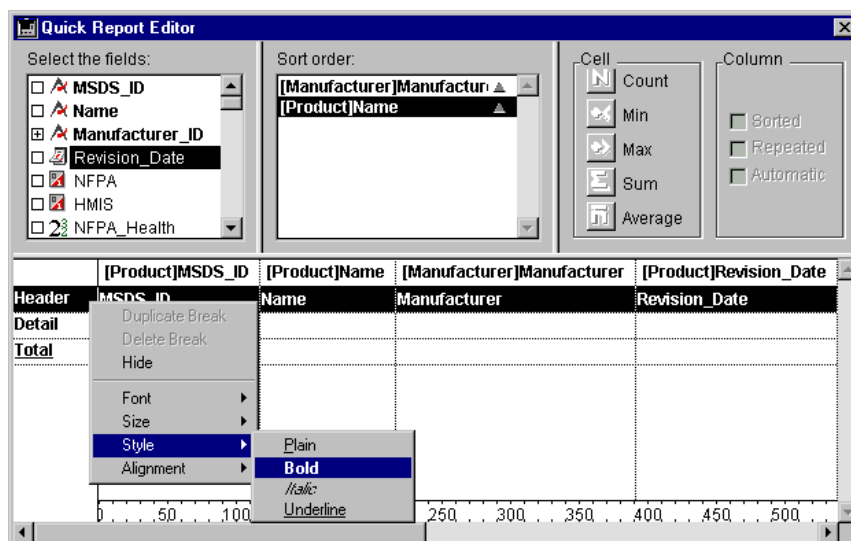 Quick Report Editor
Select the fields:
MSDS_ID
Name
Manufacturer_ID
Revision_Date
NFPA
HMIS
NFPA_Health
Sort order:
[Manufacturer]Manufactur
[Product]Name
Cell
Count
Min
Max
Sum
Average
Column
Sorted
Repeated
Automatic
[Product]MSDS_ID [Product]Name [Manufacturer]Manufacturer [Product]Revision_Date
Header MSDS_ID Name Manufacturer Revision_Date
Detail
Total
Duplicate Break
Delete Break
Hide
Font
Size
Style
Alignment
Plain
Bold
Italic
Underline
0 50 100 250 300 350 400 450 500